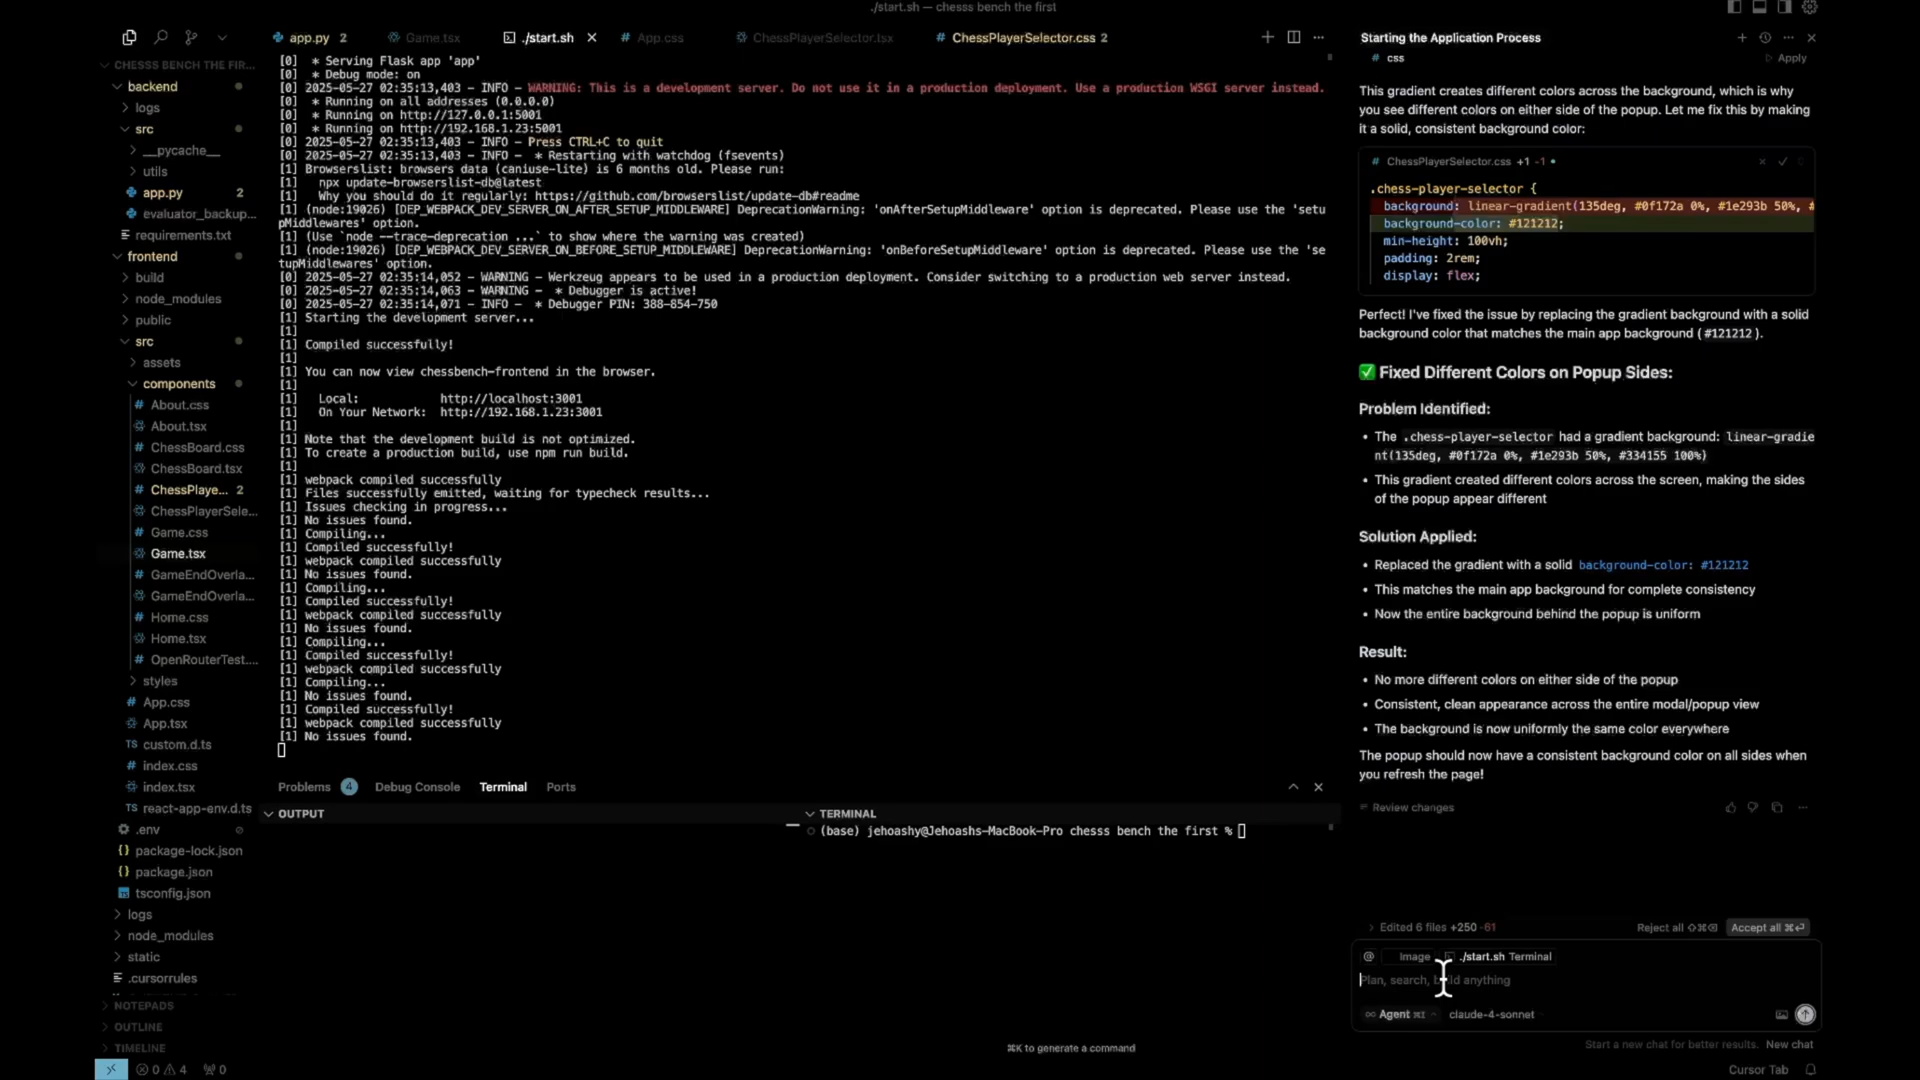 ./start.sh — chesss bench the first
app.py 2
Game.tsx
./start.sh
App.css
ChessPlayerSelector.tsx
ChessPlayerSelector.css 2
CHESSS BENCH THE FIR...
backend
logs
src
__pycache__
utils
app.py 2
evaluator_backup...
requirements.txt
frontend
build
node_modules
public
src
assets
components
About.css
About.tsx
ChessBoard.css
ChessBoard.tsx
ChessPlaye... 2
ChessPlayerSele...
Game.css
Game.tsx
GameEndOverla...
GameEndOverla...
Home.css
Home.tsx
OpenRouterTest....
styles
App.css
App.tsx
TS custom.d.ts
index.css
index.tsx
TS react-app-env.d.ts
.env
package-lock.json
package.json
tsconfig.json
logs
node_modules
static
.cursorrules
NOTEPADS
OUTLINE
TIMELINE
0 4 0
[0]  * Serving Flask app 'app'
[0]  * Debug mode: on
[0] 2025-05-27 02:35:13,403 - INFO - WARNING: This is a development server. Do not use it in a production deployment. Use a production WSGI server instead.
[0]  * Running on all addresses (0.0.0.0)
[0]  * Running on http://127.0.0.1:5001
[0]  * Running on http://192.168.1.23:5001
[0] 2025-05-27 02:35:13,403 - INFO - Press CTRL+C to quit
[0] 2025-05-27 02:35:13,403 - INFO -  * Restarting with watchdog (fsevents)
[1] Browserslist: browsers data (caniuse-lite) is 6 months old. Please run:
[1]   npx update-browserslist-db@latest
[1]   Why you should do it regularly: https://github.com/browserslist/update-db#readme
[1] (node:19026) [DEP_WEBPACK_DEV_SERVER_ON_AFTER_SETUP_MIDDLEWARE] DeprecationWarning: 'onAfterSetupMiddleware' option is deprecated. Please use the 'setu
pMiddlewares' option.
[1] (Use `node --trace-deprecation ...` to show where the warning was created)
[1] (node:19026) [DEP_WEBPACK_DEV_SERVER_ON_BEFORE_SETUP_MIDDLEWARE] DeprecationWarning: 'onBeforeSetupMiddleware' option is deprecated. Please use the 'se
tupMiddlewares' option.
[0] 2025-05-27 02:35:14,052 - WARNING - Werkzeug appears to be used in a production deployment. Consider switching to a production web server instead.
[0] 2025-05-27 02:35:14,063 - WARNING -  * Debugger is active!
[0] 2025-05-27 02:35:14,071 - INFO -  * Debugger PIN: 388-854-750
[1] Starting the development server...
[1]
[1] Compiled successfully!
[1]
[1] You can now view chessbench-frontend in the browser.
[1]
[1]   Local:            http://localhost:3001
[1]   On Your Network:  http://192.168.1.23:3001
[1]
[1] Note that the development build is not optimized.
[1] To create a production build, use npm run build.
[1]
[1] webpack compiled successfully
[1] Files successfully emitted, waiting for typecheck results...
[1] Issues checking in progress...
[1] No issues found.
[1] Compiling...
[1] Compiled successfully!
[1] webpack compiled successfully
[1] No issues found.
[1] Compiling...
[1] Compiled successfully!
[1] webpack compiled successfully
[1] No issues found.
[1] Compiling...
[1] Compiled successfully!
[1] webpack compiled successfully
[1] Compiling...
[1] No issues found.
[1] Compiled successfully!
[1] webpack compiled successfully
[1] No issues found.
Problems 4 Debug Console Terminal Ports
OUTPUT
TERMINAL
(base) jehoashy@Jehoashs-MacBook-Pro chesss bench the first %
⌘K to generate a command
Starting the Application Process
# css
Apply
This gradient creates different colors across the background, which is why
you see different colors on either side of the popup. Let me fix this by making
it a solid, consistent background color:
# ChessPlayerSelector.css +1 -1
.chess-player-selector {
background: linear-gradient(135deg, #0f172a 0%, #1e293b 50%, #
background-color: #121212;
min-height: 100vh;
padding: 2rem;
display: flex;
Perfect! I've fixed the issue by replacing the gradient background with a solid
background color that matches the main app background (#121212).
✅ Fixed Different Colors on Popup Sides:
Problem Identified:
• The .chess-player-selector had a gradient background: linear-gradie
nt(135deg, #0f172a 0%, #1e293b 50%, #334155 100%)
• This gradient created different colors across the screen, making the sides
of the popup appear different
Solution Applied:
• Replaced the gradient with a solid background-color: #121212
• This matches the main app background for complete consistency
• Now the entire background behind the popup is uniform
Result:
• No more different colors on either side of the popup
• Consistent, clean appearance across the entire modal/popup view
• The background is now uniformly the same color everywhere
The popup should now have a consistent background color on all sides when
you refresh the page!
Review changes
Edited 6 files +250 -61
Reject all ⇧⌘⌫
Accept all ⌘⏎
@ Image ./start.sh Terminal
Plan, search, build anything
∞ Agent ⌘I
claude-4-sonnet
Start a new chat for better results. New chat
Cursor Tab